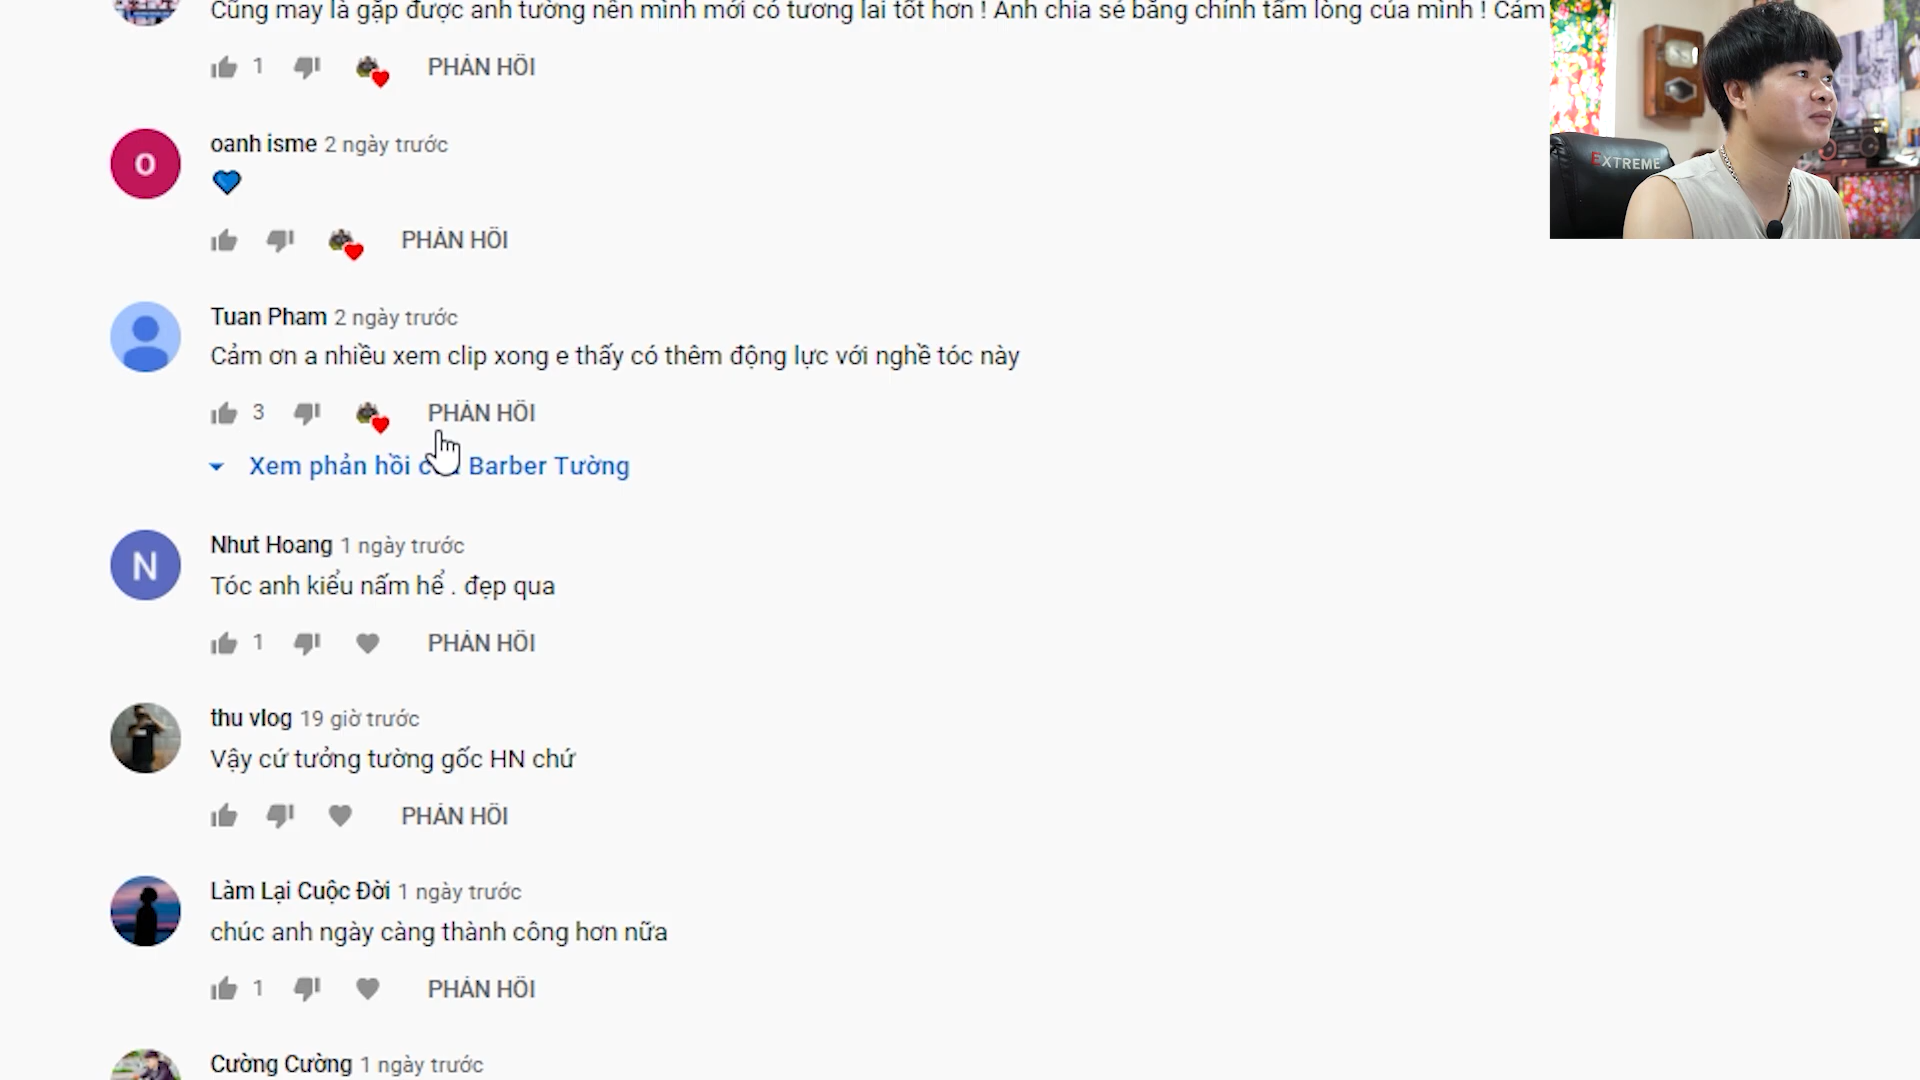 Cũng may là gặp được anh tường nên mình mới có tương lai tốt hơn ! Anh chia sẻ bằng chính tấm lòng của mình ! Cảm
1 PHẢN HỒI
oanh isme 2 ngày trước
💙
PHẢN HỒI
Tuan Pham 2 ngày trước
Cảm ơn a nhiều xem clip xong e thấy có thêm động lực với nghề tóc này
3 PHẢN HỒI
Xem phản hồi của Barber Tường
Nhut Hoang 1 ngày trước
Tóc anh kiểu nấm hể . đẹp qua
1 PHẢN HỒI
thu vlog 19 giờ trước
Vậy cứ tưởng tường gốc HN chứ
PHẢN HỒI
Làm Lại Cuộc Đời 1 ngày trước
chúc anh ngày càng thành công hơn nữa
1 PHẢN HỒI
Cường Cường 1 ngày trước
O
N
EXTREME